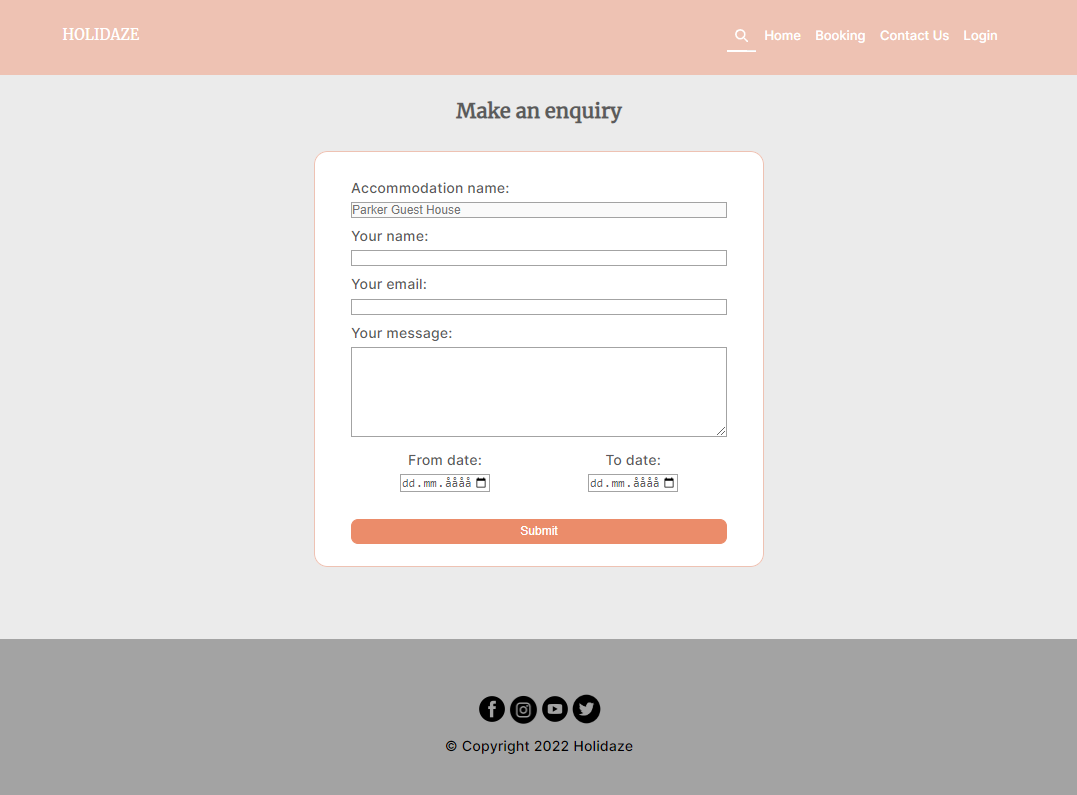 HOLIDAZE
Home Booking Contact Us Login
Make an enquiry
Accommodation name:
Parker Guest House
Your name:
Your email:
Your message:
From date: To date:
dd.mm.åååå dd.mm.åååå
Submit
© Copyright 2022 Holidaze